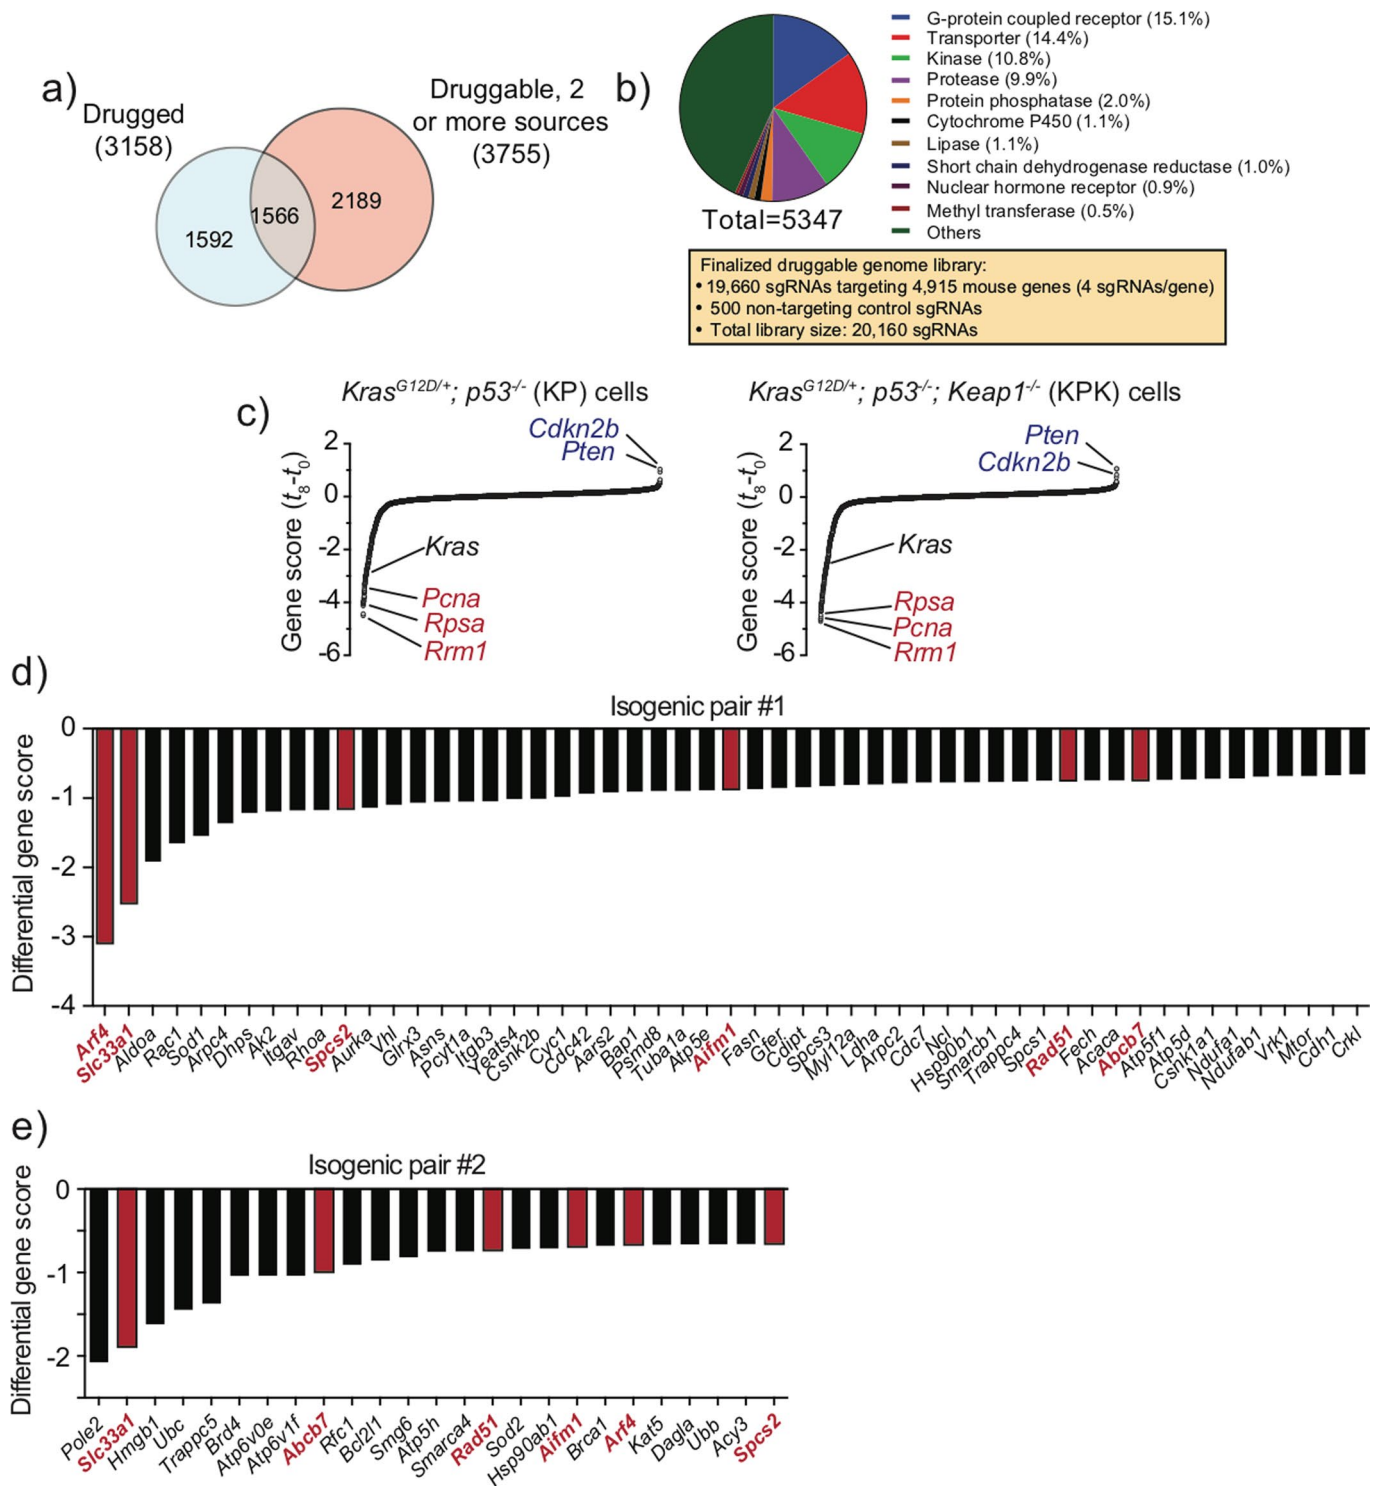 a)
Drugged
(3158)
Druggable, 2
or more sources
(3755)
1592
1566
2189
b)
Total=5347
G-protein coupled receptor (15.1%)
Transporter (14.4%)
Kinase (10.8%)
Protease (9.9%)
Protein phosphatase (2.0%)
Cytochrome P450 (1.1%)
Lipase (1.1%)
Short chain dehydrogenase reductase (1.0%)
Nuclear hormone receptor (0.9%)
Methyl transferase (0.5%)
Others
Finalized druggable genome library:
• 19,660 sgRNAs targeting 4,915 mouse genes (4 sgRNAs/gene)
• 500 non-targeting control sgRNAs
• Total library size: 20,160 sgRNAs
c)
KrasG12D/+; p53-/- (KP) cells
Gene score (t8-t0)
2
0
-2
-4
-6
Cdkn2b
Pten
Kras
Pcna
Rpsa
Rrm1
KrasG12D/+; p53-/-; Keap1-/- (KPK) cells
Gene score (t8-t0)
2
0
-2
-4
-6
Pten
Cdkn2b
Kras
Rpsa
Pcna
Rrm1
d)
Isogenic pair #1
Differential gene score
0
-1
-2
-3
-4
Arf4
Slc33a1
Aldoa
Rac1
Sod1
Arpc4
Dhps
Ak2
Itgav
Rhoa
Spcs2
Aurka
Vhl
Glrx3
Asns
Pcyt1a
Itgb3
Yeats4
Csnk2b
Cyc1
Cdc42
Aars2
Bap1
Psmd8
Tuba1a
Atp5e
Aifm1
Fasn
Gfer
Cdipt
Spcs3
Myl12a
Ldha
Arpc2
Cdc7
Ncl
Hsp90b1
Smarcb1
Trappc4
Spcs1
Rad51
Fech
Acaca
Abcb7
Atp5f1
Atp5d
Csnk1a1
Ndufa1
Ndufab1
Vrk1
Mtor
Cdh1
Crkl
e)
Isogenic pair #2
Differential gene score
0
-1
-2
Pole2
Slc33a1
Hmgb1
Ubc
Trappc5
Brd4
Atp6v0e
Atp6v1f
Abcb7
Rfc1
Bcl2l1
Smg6
Atp5h
Smarca4
Rad51
Sod2
Hsp90ab1
Aifm1
Brca1
Arf4
Kat5
Dagla
Ubb
Acy3
Spcs2